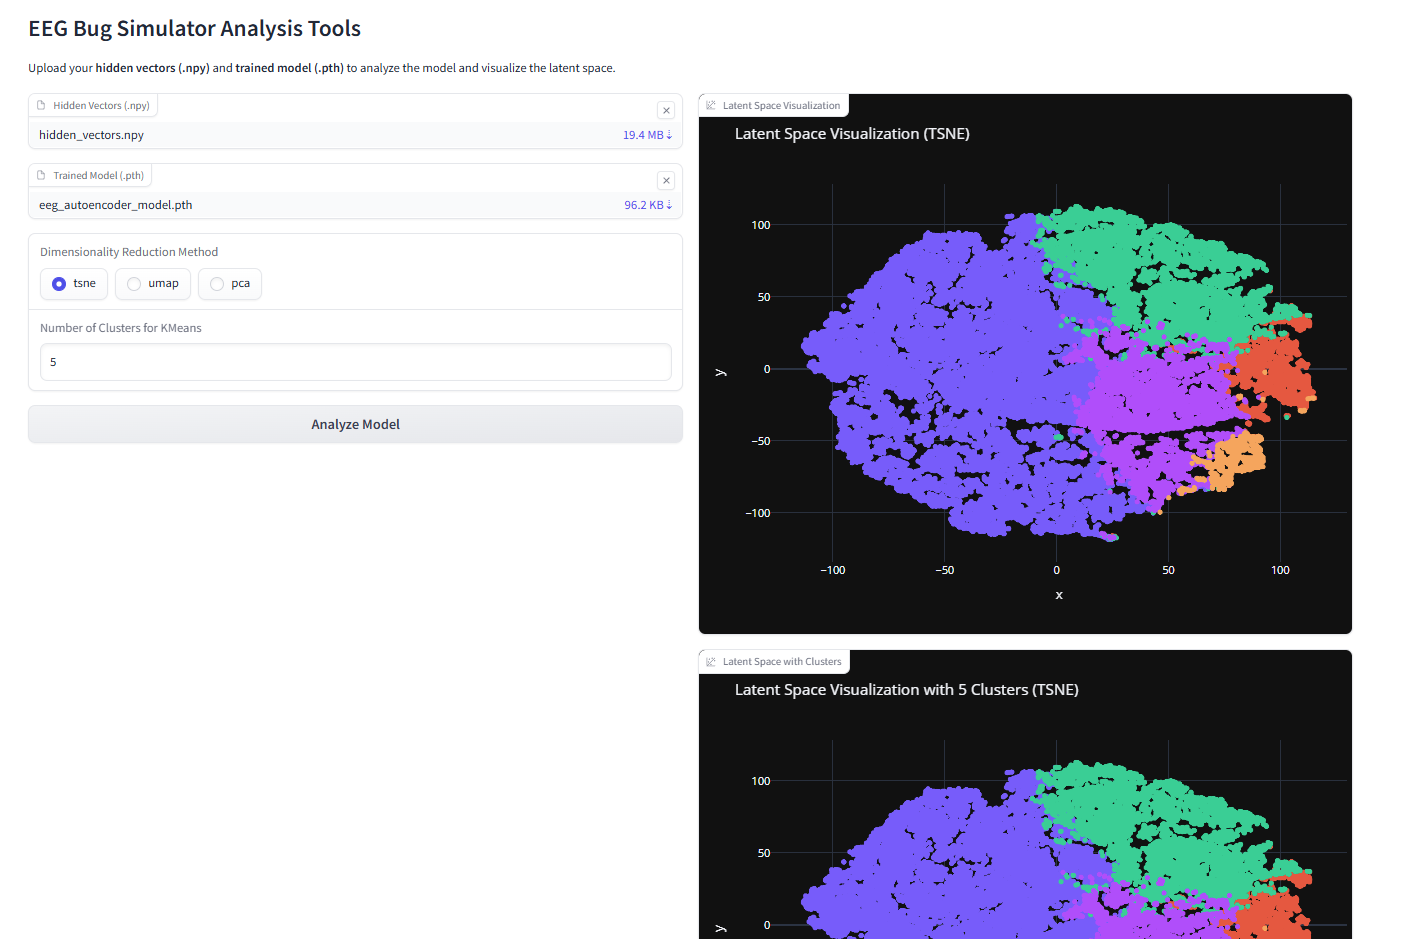 EEG Bug Simulator Analysis Tools
Upload your hidden vectors (.npy) and trained model (.pth) to analyze the model and visualize the latent space.
Hidden Vectors (.npy)
hidden_vectors.npy
19.4 MB ↓
Trained Model (.pth)
eeg_autoencoder_model.pth
96.2 KB ↓
Dimensionality Reduction Method
tsne
umap
pca
Number of Clusters for KMeans
5
Analyze Model
Latent Space Visualization
Latent Space Visualization (TSNE)
100
50
0
−50
−100
y
−100
−50
0
50
100
x
Latent Space with Clusters
Latent Space Visualization with 5 Clusters (TSNE)
100
50
0
y